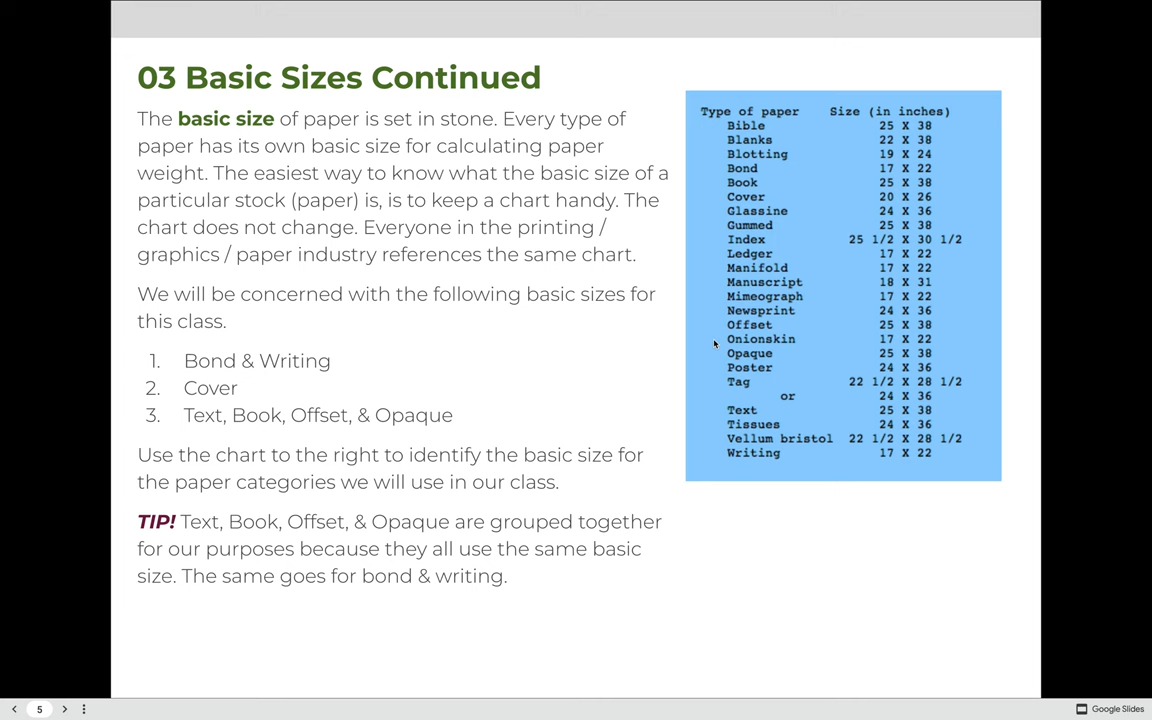 03 Basic Sizes Continued
The basic size of paper is set in stone. Every type of
paper has its own basic size for calculating paper
weight. The easiest way to know what the basic size of a
particular stock (paper) is, is to keep a chart handy. The
chart does not change. Everyone in the printing /
graphics / paper industry references the same chart.
We will be concerned with the following basic sizes for
this class.
1. Bond & Writing
2. Cover
3. Text, Book, Offset, & Opaque
Use the chart to the right to identify the basic size for
the paper categories we will use in our class.
TIP! Text, Book, Offset, & Opaque are grouped together
for our purposes because they all use the same basic
size. The same goes for bond & writing.
Type of paper Size (in inches)
Bible 25 X 38
Blanks 22 X 38
Blotting 19 X 24
Bond 17 X 22
Book 25 X 38
Cover 20 X 26
Glassine 24 X 36
Gummed 25 X 38
Index 25 1/2 X 30 1/2
Ledger 17 X 22
Manifold 17 X 22
Manuscript 18 X 31
Mimeograph 17 X 22
Newsprint 24 X 36
Offset 25 X 38
Onionskin 17 X 22
Opaque 25 X 38
Poster 24 X 36
Tag 22 1/2 X 28 1/2
or 24 X 36
Text 25 X 38
Tissues 24 X 36
Vellum bristol 22 1/2 X 28 1/2
Writing 17 X 22
5
Google Slides